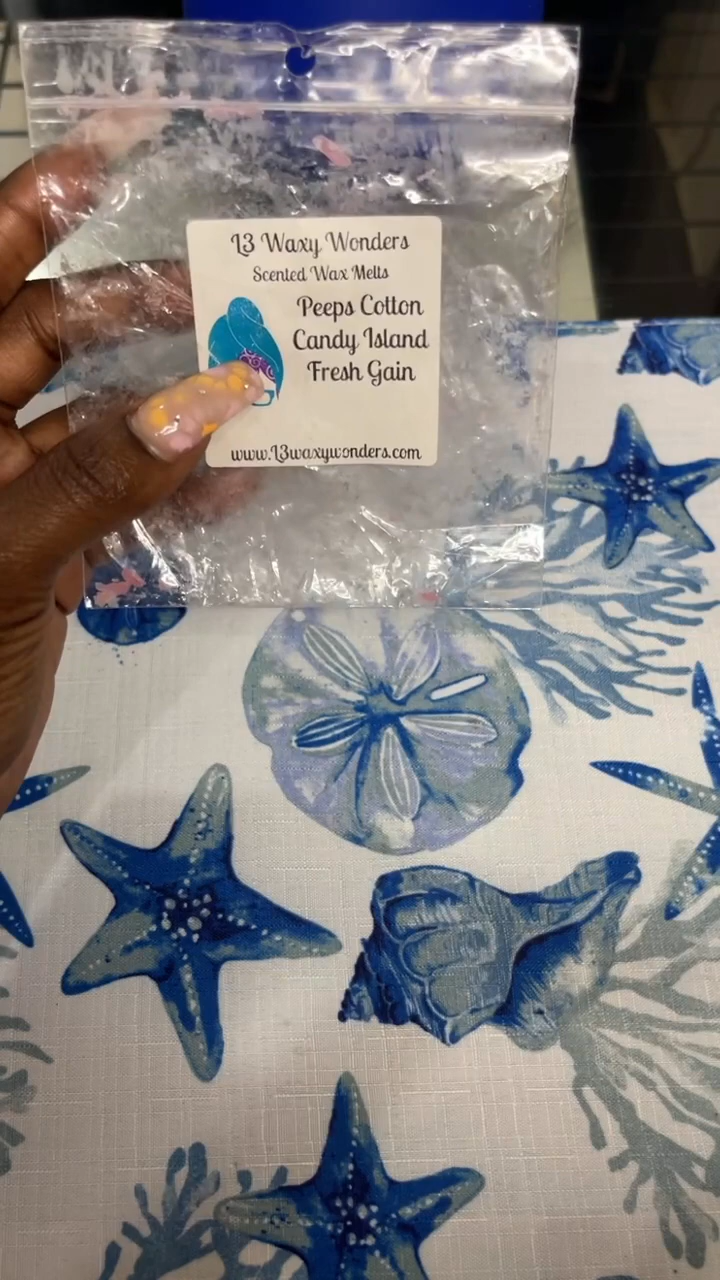 L3 Waxy Wonders
Scented Wax Melts
Peeps Cotton
Candy Island
Fresh Gain
www.L3waxywonders.com